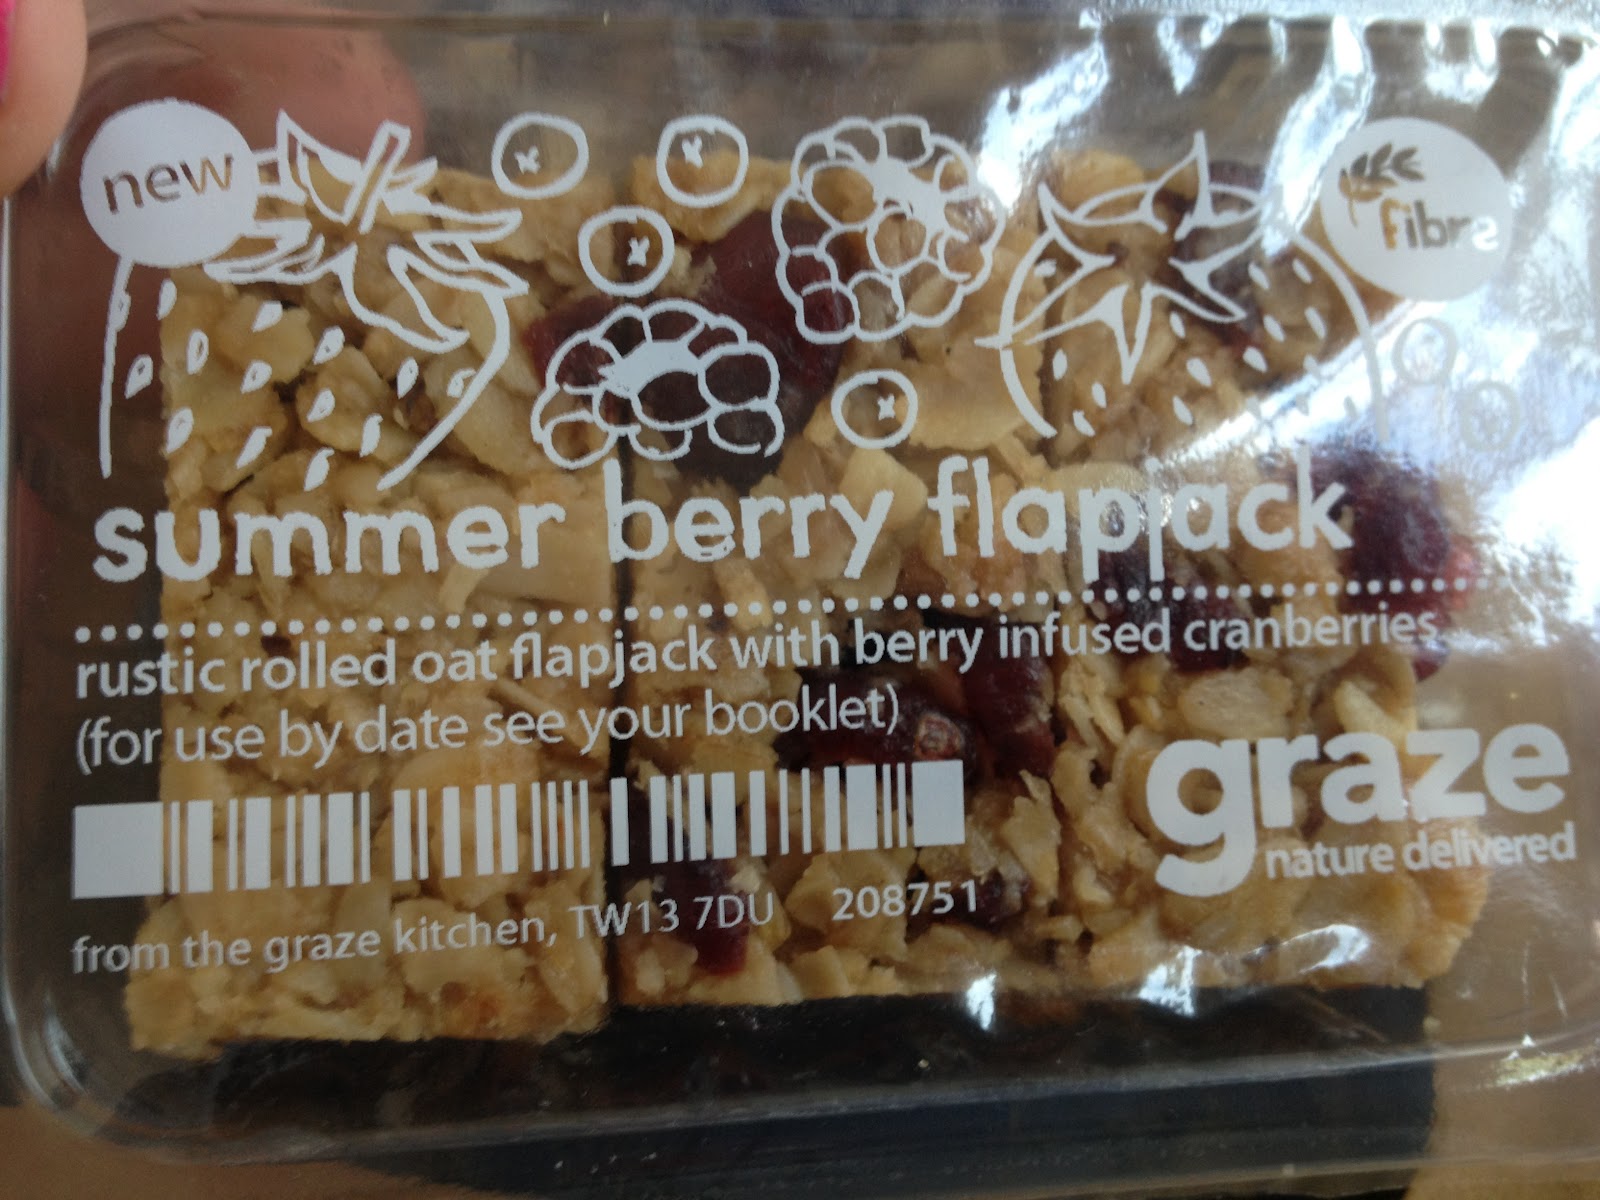 new
fibre
summer berry flapjack
rustic rolled oat flapjack with berry infused cranberries
(for use by date see your booklet)
graze
nature delivered
from the graze kitchen, TW13 7DU 208751